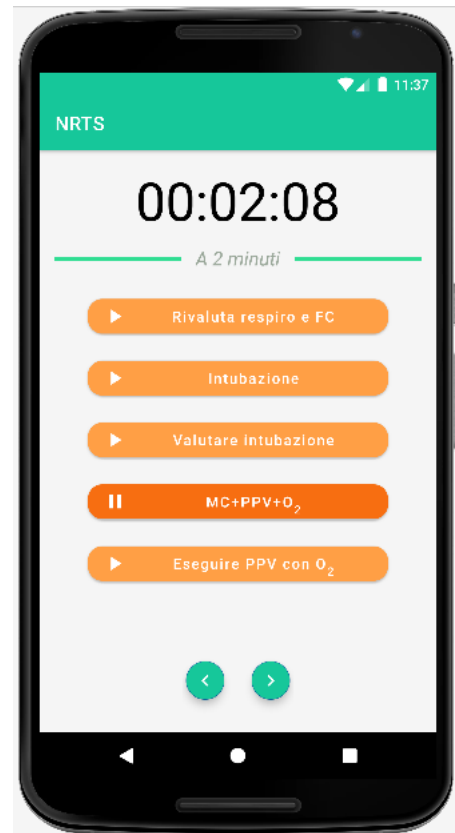 11:37
NRTS
00:02:08
A 2 minuti
Rivaluta respiro e FC
Intubazione
Valutare intubazione
MC+PPV+O₂
Eseguire PPV con O₂